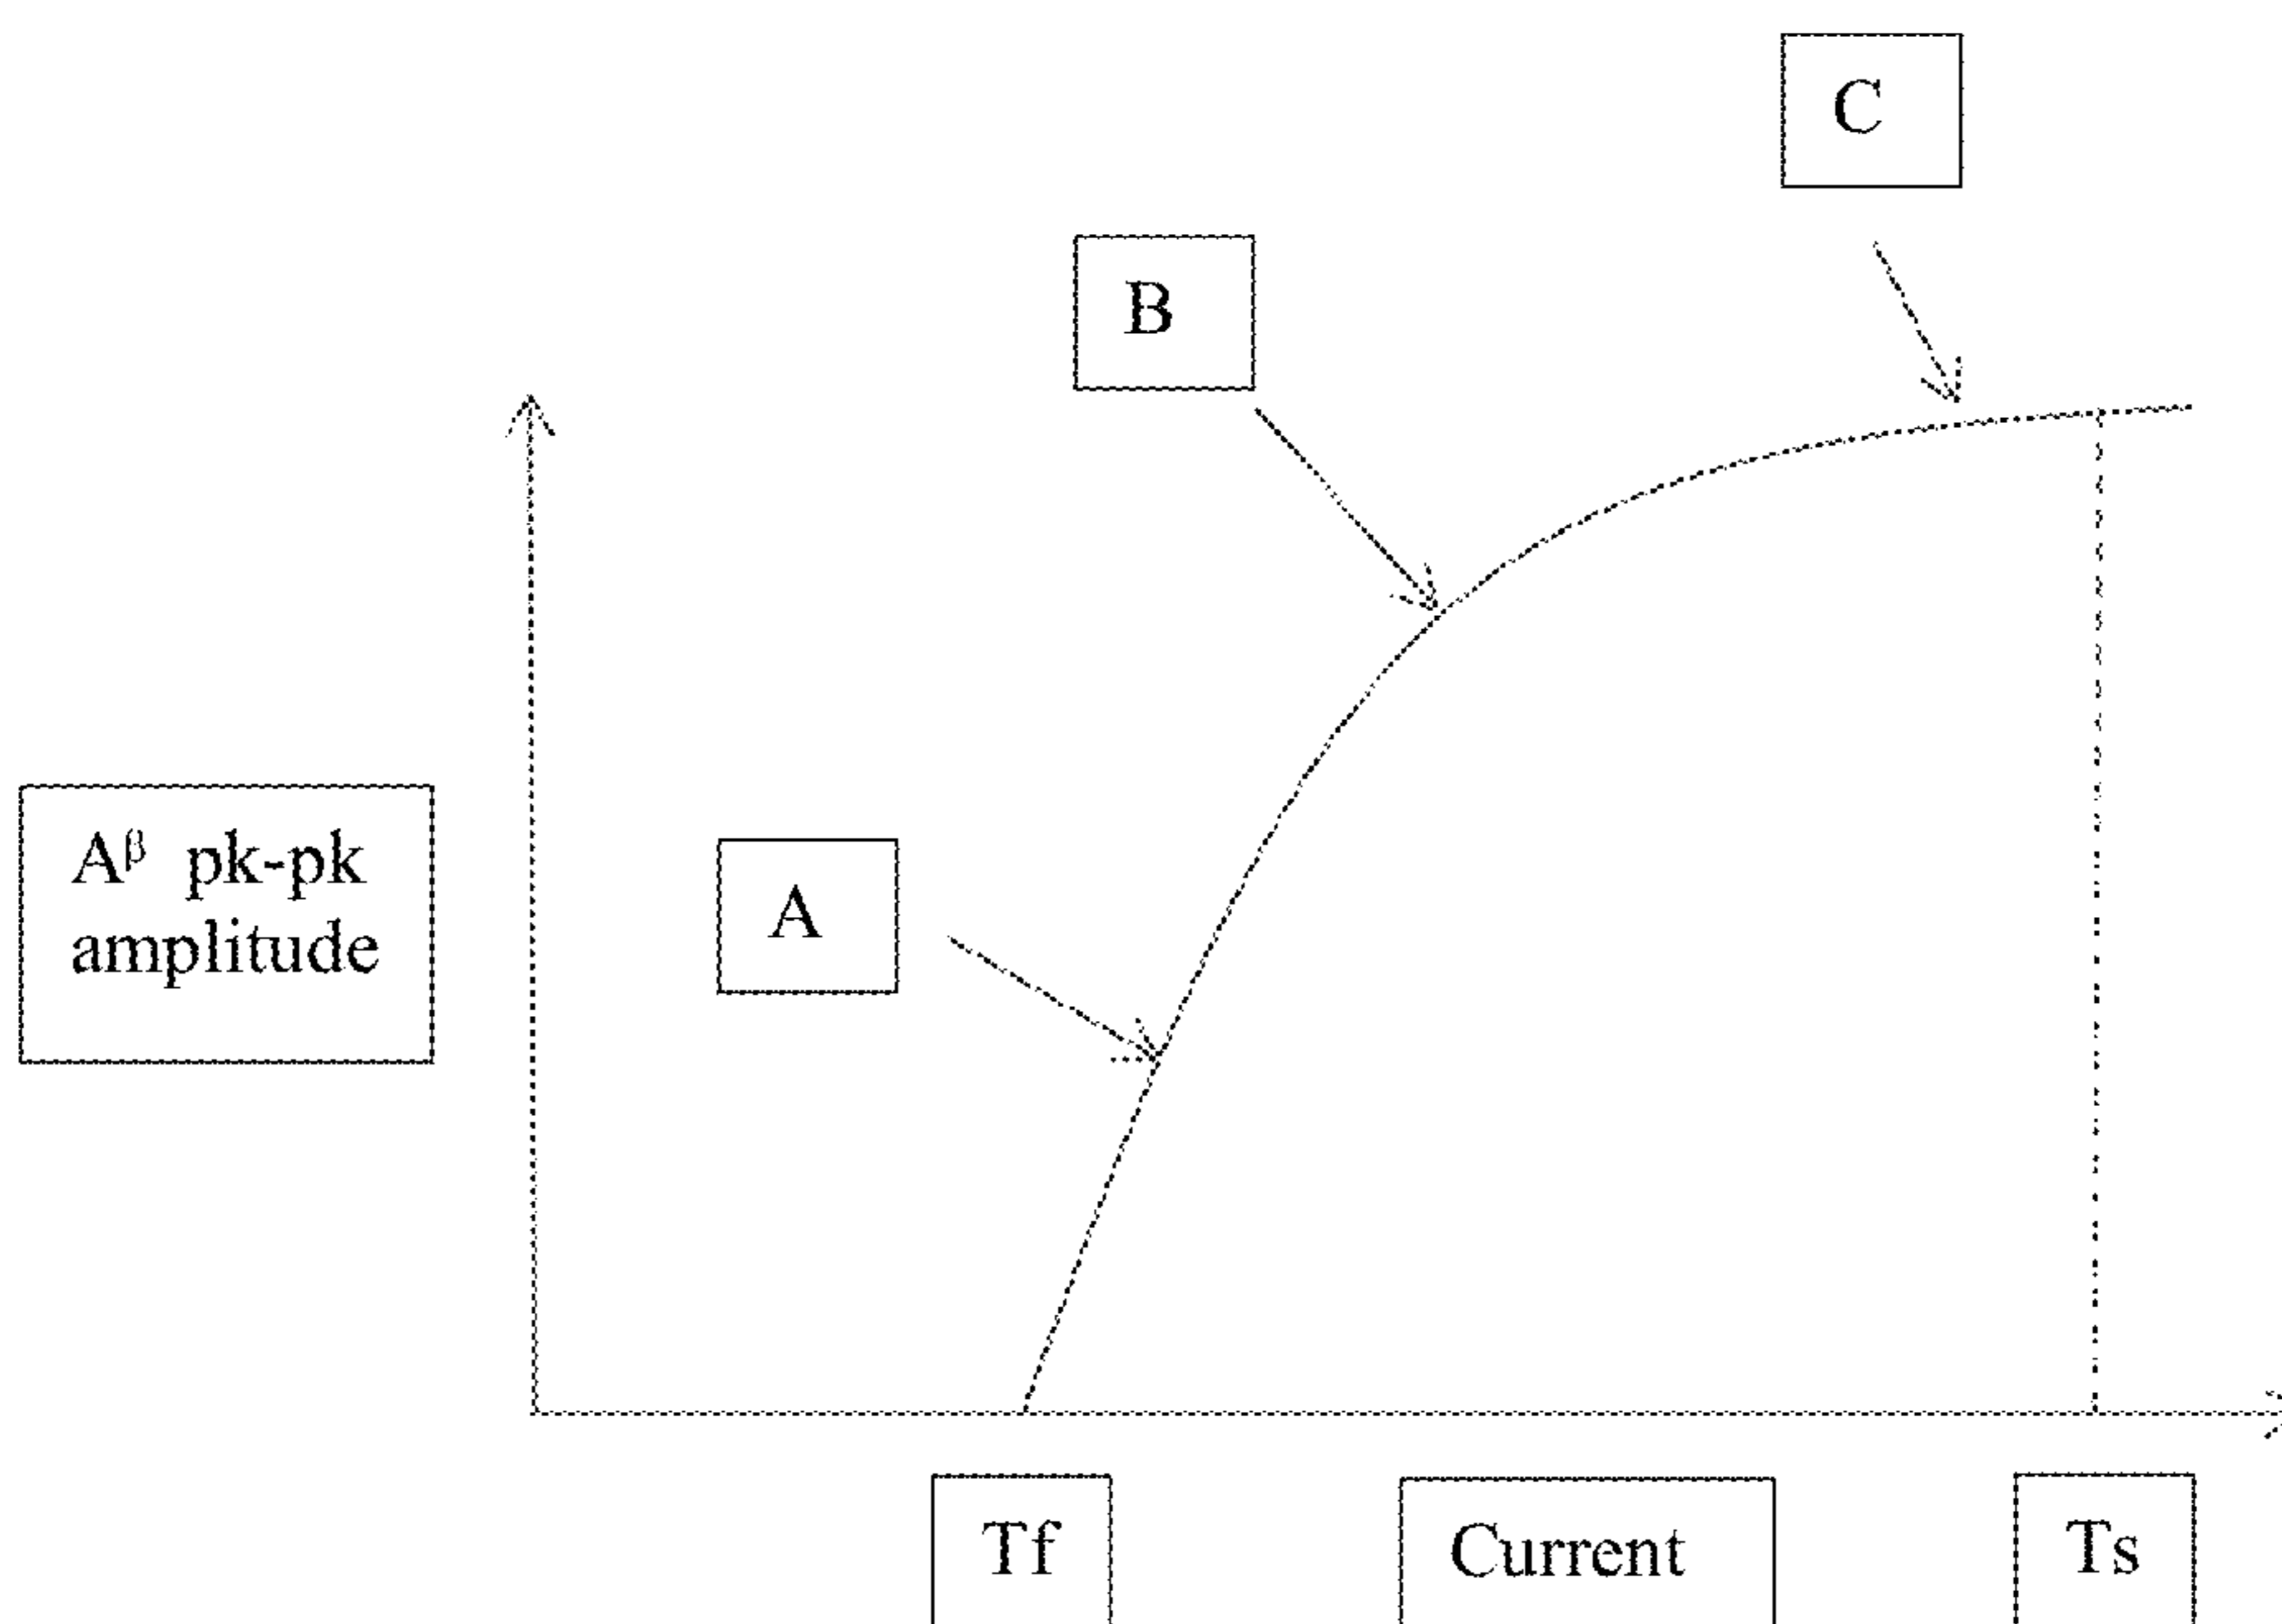 C
B
A
Aᵝ pk-pk
amplitude
Tf
Current
Ts